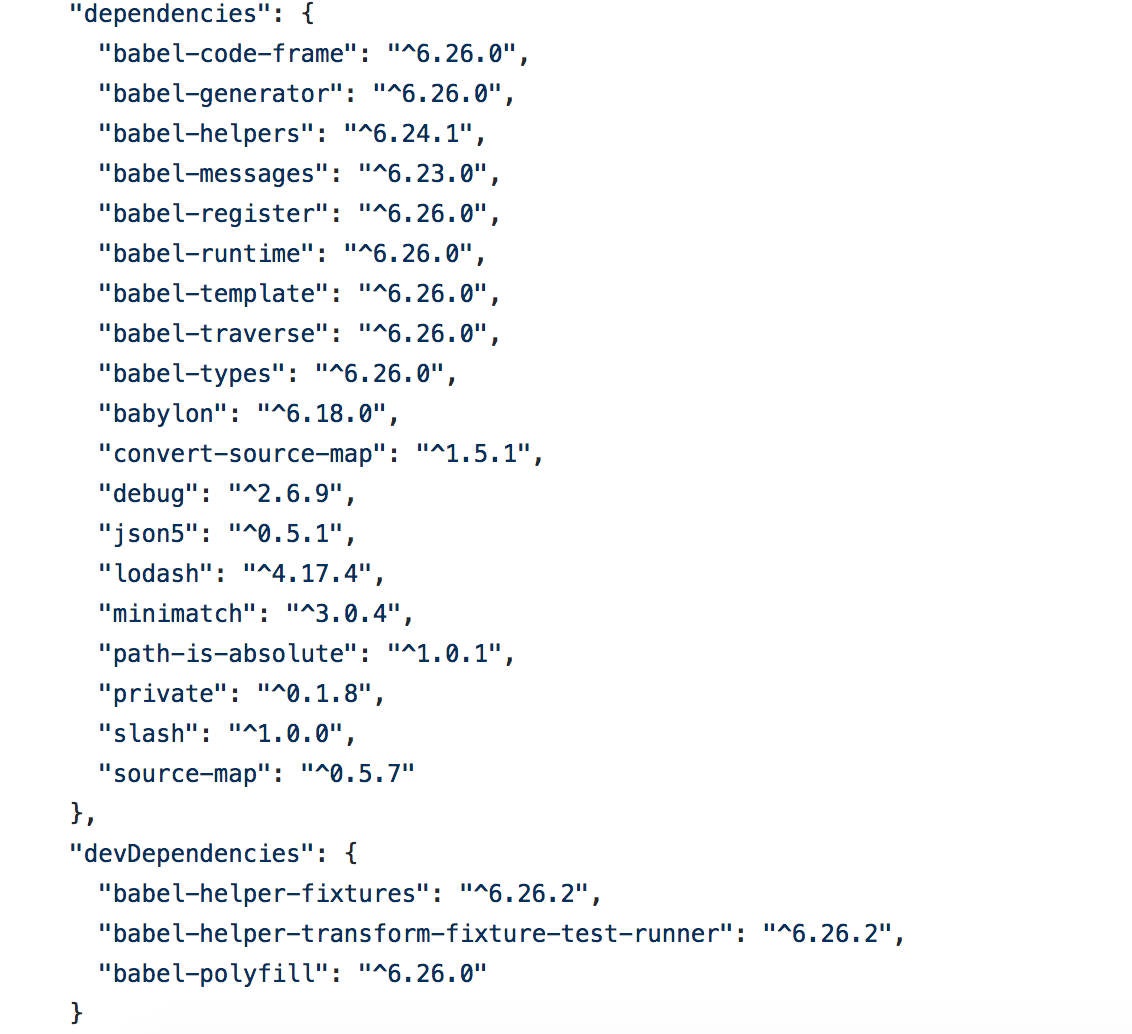 "dependencies": {
"babel-code-frame": "^6.26.0",
"babel-generator": "^6.26.0",
"babel-helpers": "^6.24.1",
"babel-messages": "^6.23.0",
"babel-register": "^6.26.0",
"babel-runtime": "^6.26.0",
"babel-template": "^6.26.0",
"babel-traverse": "^6.26.0",
"babel-types": "^6.26.0",
"babylon": "^6.18.0",
"convert-source-map": "^1.5.1",
"debug": "^2.6.9",
"json5": "^0.5.1",
"lodash": "^4.17.4",
"minimatch": "^3.0.4",
"path-is-absolute": "^1.0.1",
"private": "^0.1.8",
"slash": "^1.0.0",
"source-map": "^0.5.7"
},
"devDependencies": {
"babel-helper-fixtures": "^6.26.2",
"babel-helper-transform-fixture-test-runner": "^6.26.2",
"babel-polyfill": "^6.26.0"
}